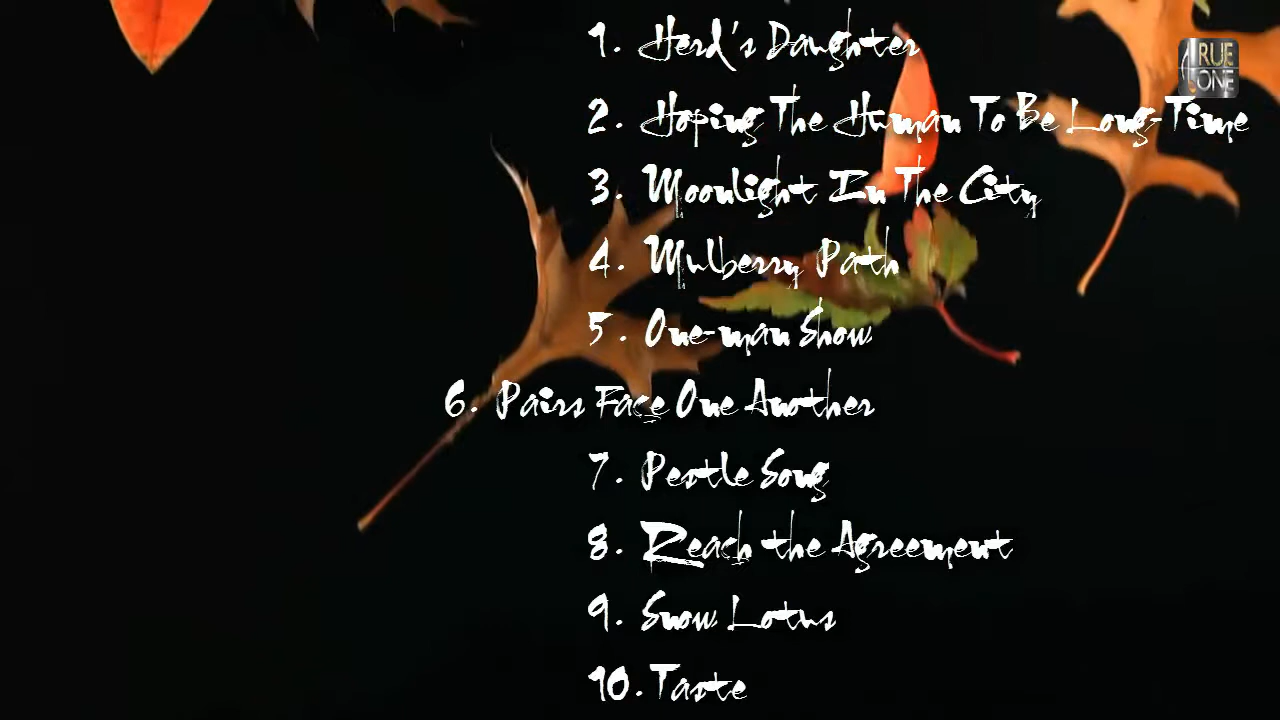 1. Herd's Daughter
TRUE
TONE
2. Hoping The Human To Be Long-Time
3. Moonlight In The City
4. Mulberry Path
5. One-man Show
6. Pairs Face One Another
7. Pestle Song
8. Reach the Agreement
9. Snow Lotus
10. Taste